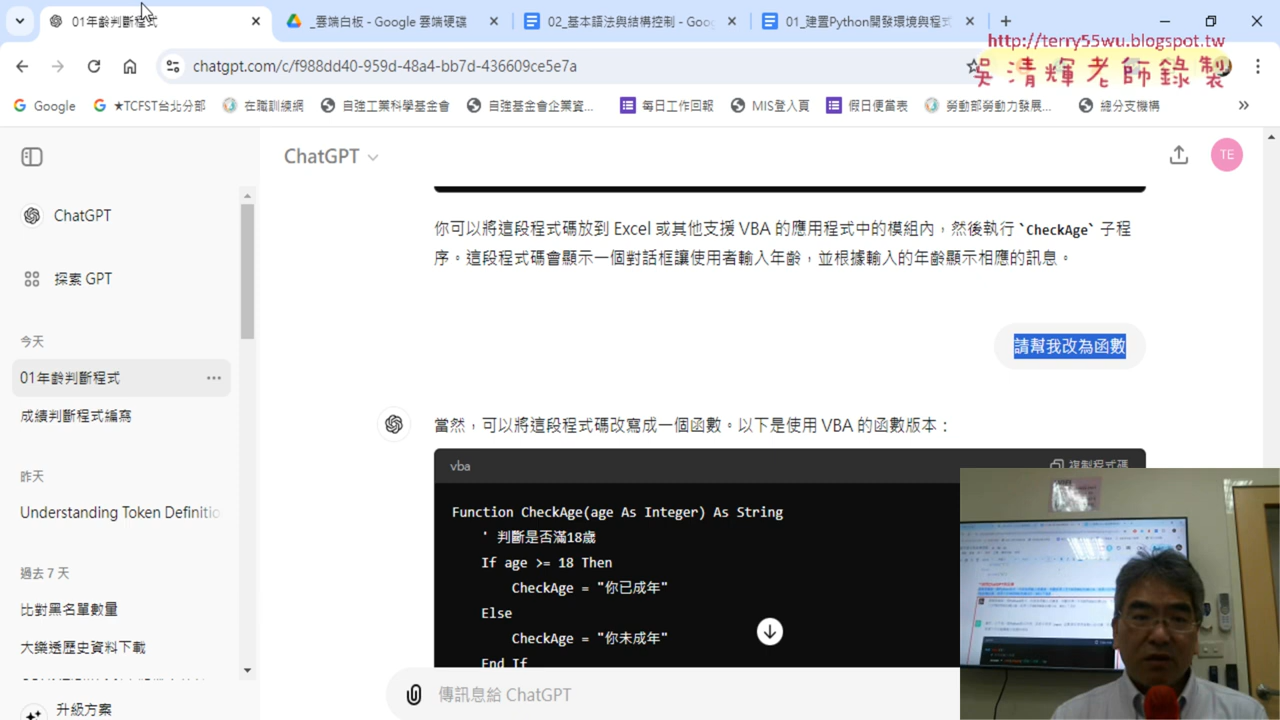 01年齡判斷程式
_雲端白板 - Google 雲端硬碟
02_基本語法與結構控制 - Goo
01_建置Python開發環境與程式
http://terry55wu.blogspot.tw
吳清輝老師錄製
chatgpt.com/c/f988dd40-959d-48a4-bb7d-436609ce5e7a
Google
★TCFST台北分部
在職訓練網
自強工業科學基金會
自強基金會企業資...
每日工作回報
MIS登入頁
假日便當表
勞動部勞動力發展...
總分支機構
ChatGPT
TE
ChatGPT
探索 GPT
今天
01年齡判斷程式
成績判斷程式編寫
昨天
Understanding Token Definitio
過去 7 天
比對黑名單數量
大樂透歷史資料下載
升級方案
你可以將這段程式碼放到 Excel 或其他支援 VBA 的應用程式中的模組內，然後執行 `CheckAge` 子程
序。這段程式碼會顯示一個對話框讓使用者輸入年齡，並根據輸入的年齡顯示相應的訊息。
請幫我改為函數
當然，可以將這段程式碼改寫成一個函數。以下是使用 VBA 的函數版本：
vba
複製程式碼
Function CheckAge(age As Integer) As String
' 判斷是否滿18歲
If age >= 18 Then
CheckAge = "你已成年"
Else
CheckAge = "你未成年"
End If
傳訊息給 ChatGPT